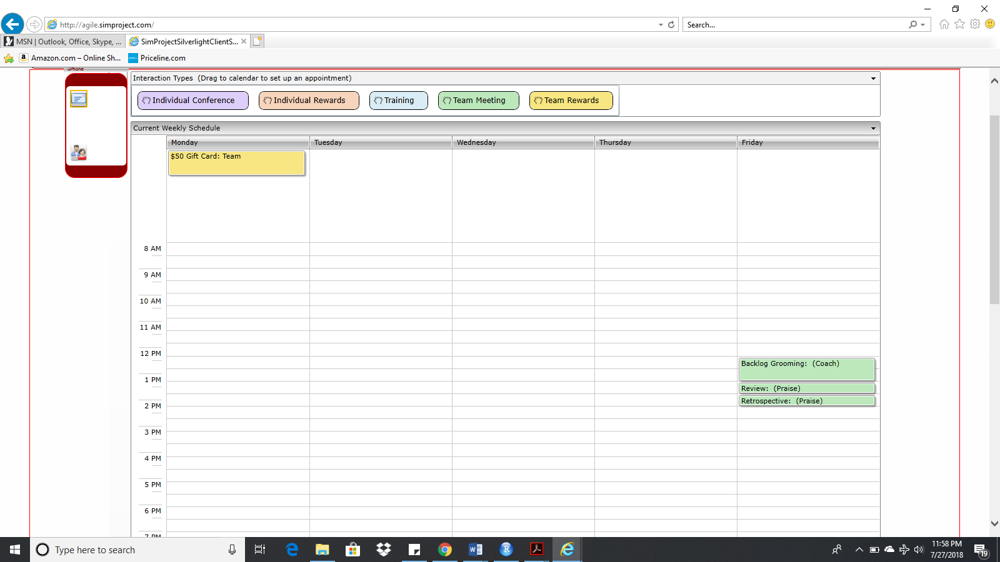 http://agile.simproject.com/
Search...
MSN | Outlook, Office, Skype, ...
SimProjectSilverlightClientS...
Amazon.com – Online Sh...
Priceline.com
uPhone
Interaction Types (Drag to calendar to set up an appointment)
Individual Conference
Individual Rewards
Training
Team Meeting
Team Rewards
Current Weekly Schedule
Monday
Tuesday
Wednesday
Thursday
Friday
$50 Gift Card: Team
8 AM
9 AM
10 AM
11 AM
12 PM
Backlog Grooming: (Coach)
1 PM
Review: (Praise)
Retrospective: (Praise)
2 PM
3 PM
4 PM
5 PM
6 PM
7 PM
Type here to search
11:58 PM
7/27/2018
19